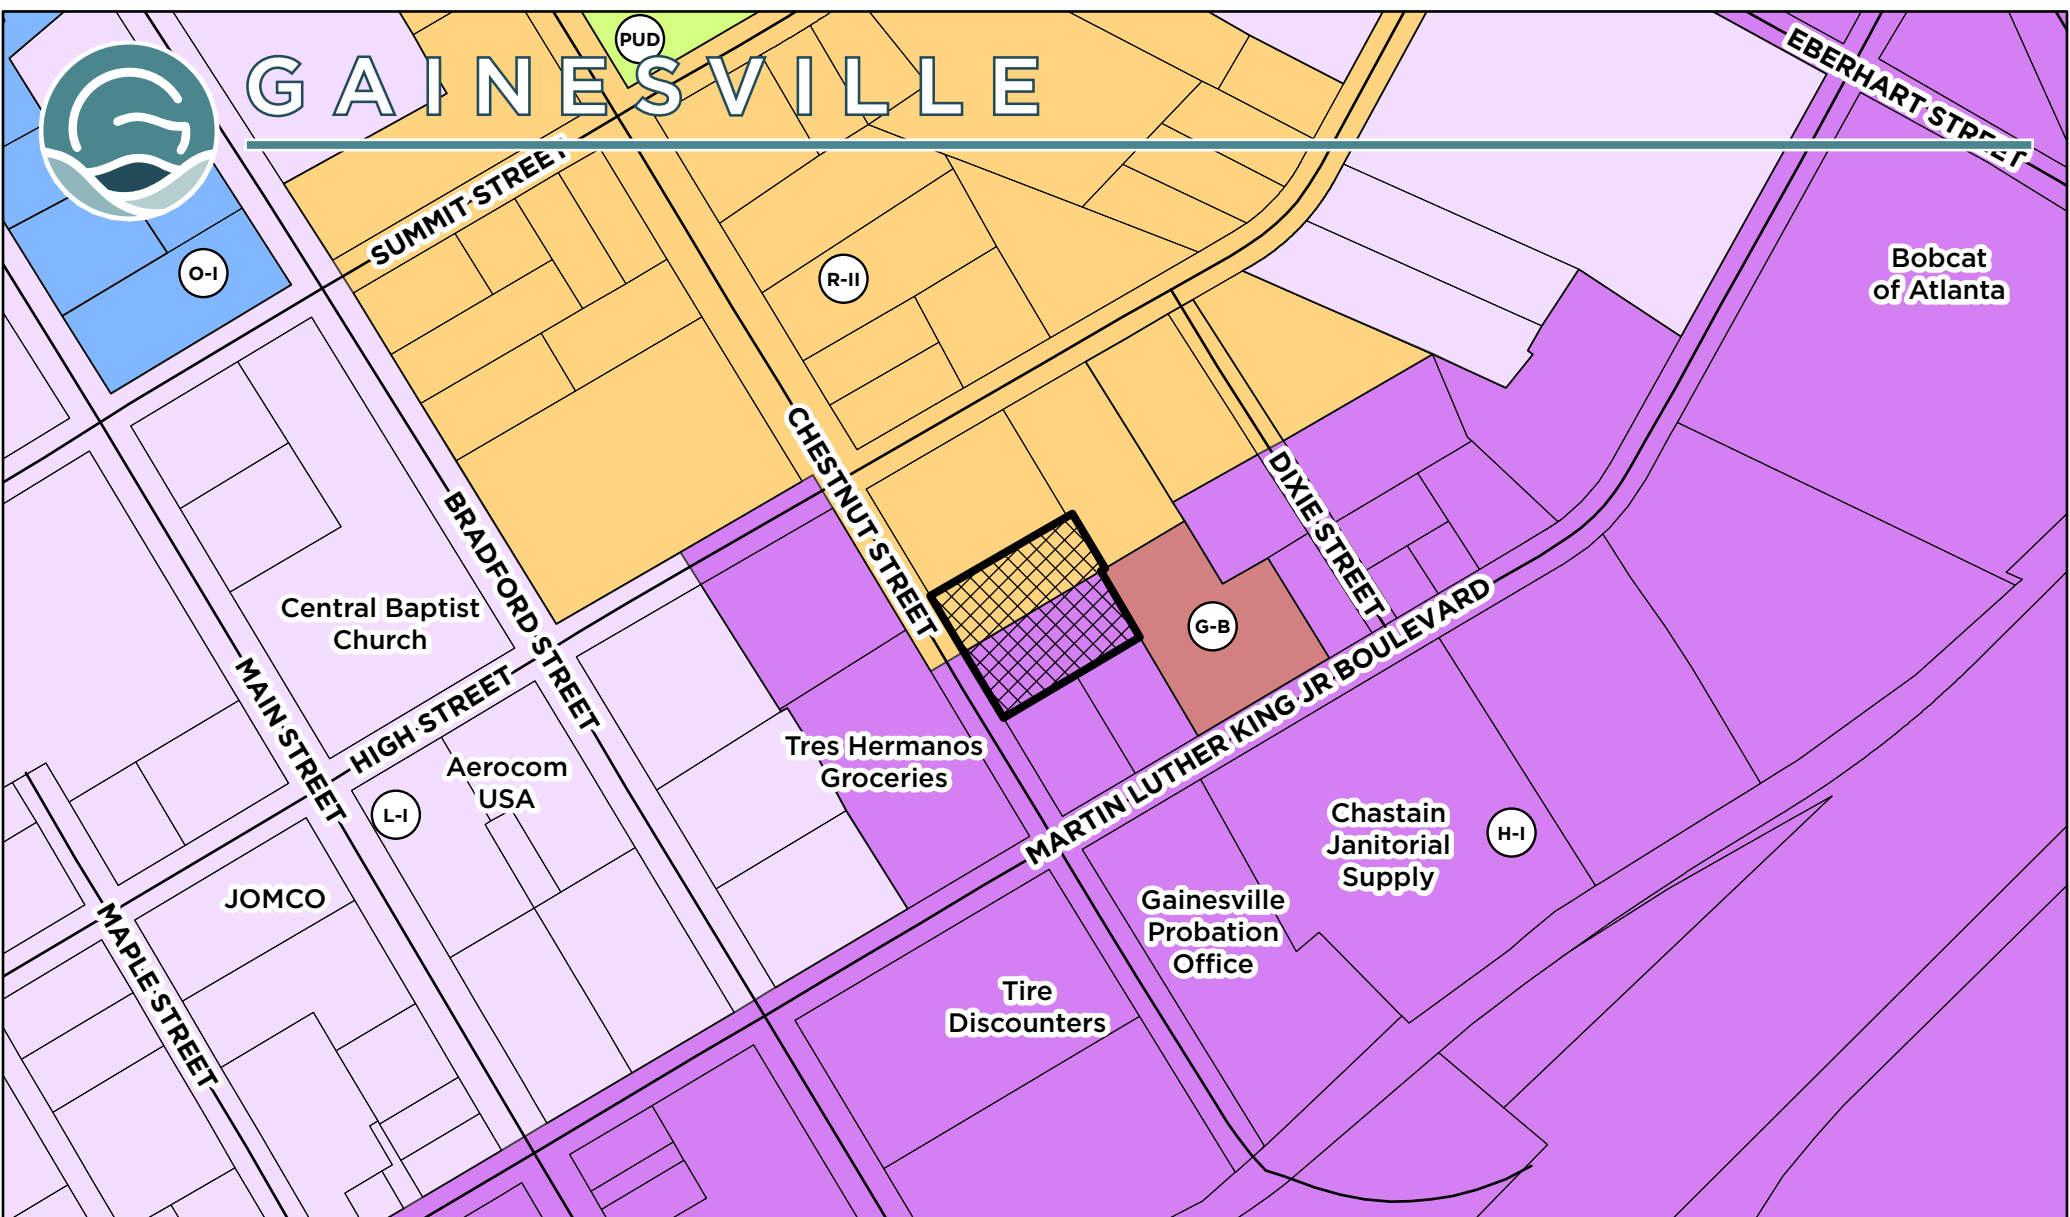 PUD
GAINESVILLE
EBERHART STREET
SUMMIT STREET
O-I
R-II
Bobcat
of Atlanta
CHESTNUT STREET
DIXIE STREET
BRADFORD STREET
Central Baptist
Church
G-B
MAIN STREET
HIGH STREET
MARTIN LUTHER KING JR BOULEVARD
Tres Hermanos
Groceries
Aerocom
USA
L-I
Chastain
Janitorial
Supply
H-I
JOMCO
MAPLE STREET
Gainesville
Probation
Office
Tire
Discounters